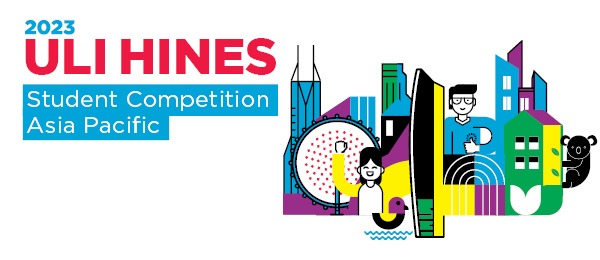 2023
ULI HINES
Student Competition
Asia Pacific